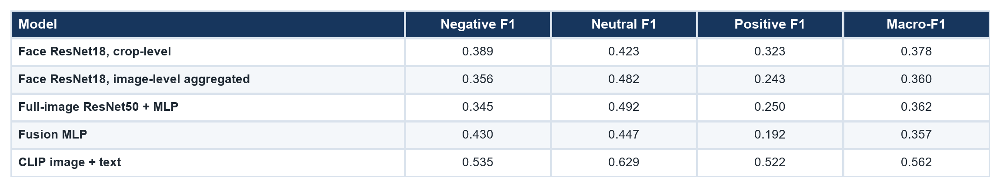 Model Negative F1 Neutral F1 Positive F1 Macro-F1
Face ResNet18, crop-level 0.389 0.423 0.323 0.378
Face ResNet18, image-level aggregated 0.356 0.482 0.243 0.360
Full-image ResNet50 + MLP 0.345 0.492 0.250 0.362
Fusion MLP 0.430 0.447 0.192 0.357
CLIP image + text 0.535 0.629 0.522 0.562